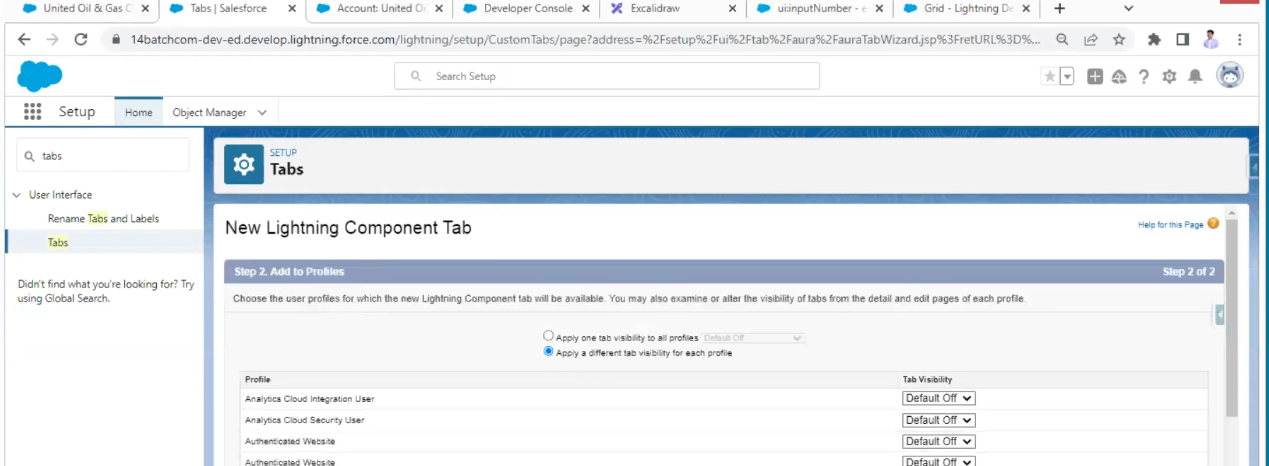 United Oil & Gas C
Tabs | Salesforce
Account: United O
Developer Console
Excalidraw
ui:inputNumber - e
Grid - Lightning De
14batchcom-dev-ed.develop.lightning.force.com/lightning/setup/CustomTabs/page?address=%2Fsetup%2Fui%2Ftab%2Faura%2FauraTabWizard.jsp%3FretURL%3D%...
Search Setup
Setup
Home
Object Manager
tabs
User Interface
Rename Tabs and Labels
Tabs
Didn't find what you're looking for? Try
using Global Search.
SETUP
Tabs
New Lightning Component Tab
Help for this Page
Step 2. Add to Profiles
Step 2 of 2
Choose the user profiles for which the new Lightning Component tab will be available. You may also examine or alter the visibility of tabs from the detail and edit pages of each profile.
Apply one tab visibility to all profiles Default Off
Apply a different tab visibility for each profile
Profile Tab Visibility
Analytics Cloud Integration User Default Off
Analytics Cloud Security User Default Off
Authenticated Website Default Off
Authenticated Website Default Off